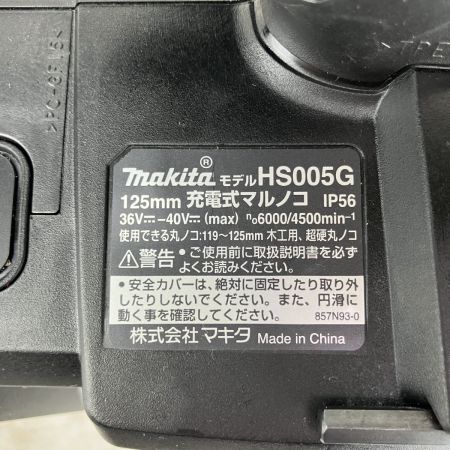 >PC+GF15<
>TPE
makita® モデルHS005G
125mm 充電式マルノコ IP56
36V⎓-40V⎓(max) n₀6000/4500min⁻¹
使用できる丸ノコ:119~125mm 木工用、超硬丸ノコ
⚠警告 •ご使用前に取扱説明書を必ず
よくお読みください。
•安全カバーは、絶対に固定したり取り外
したりしないでください。また、円滑に
動く事を確認してください。 857N93-0
株式会社マキタ Made in China